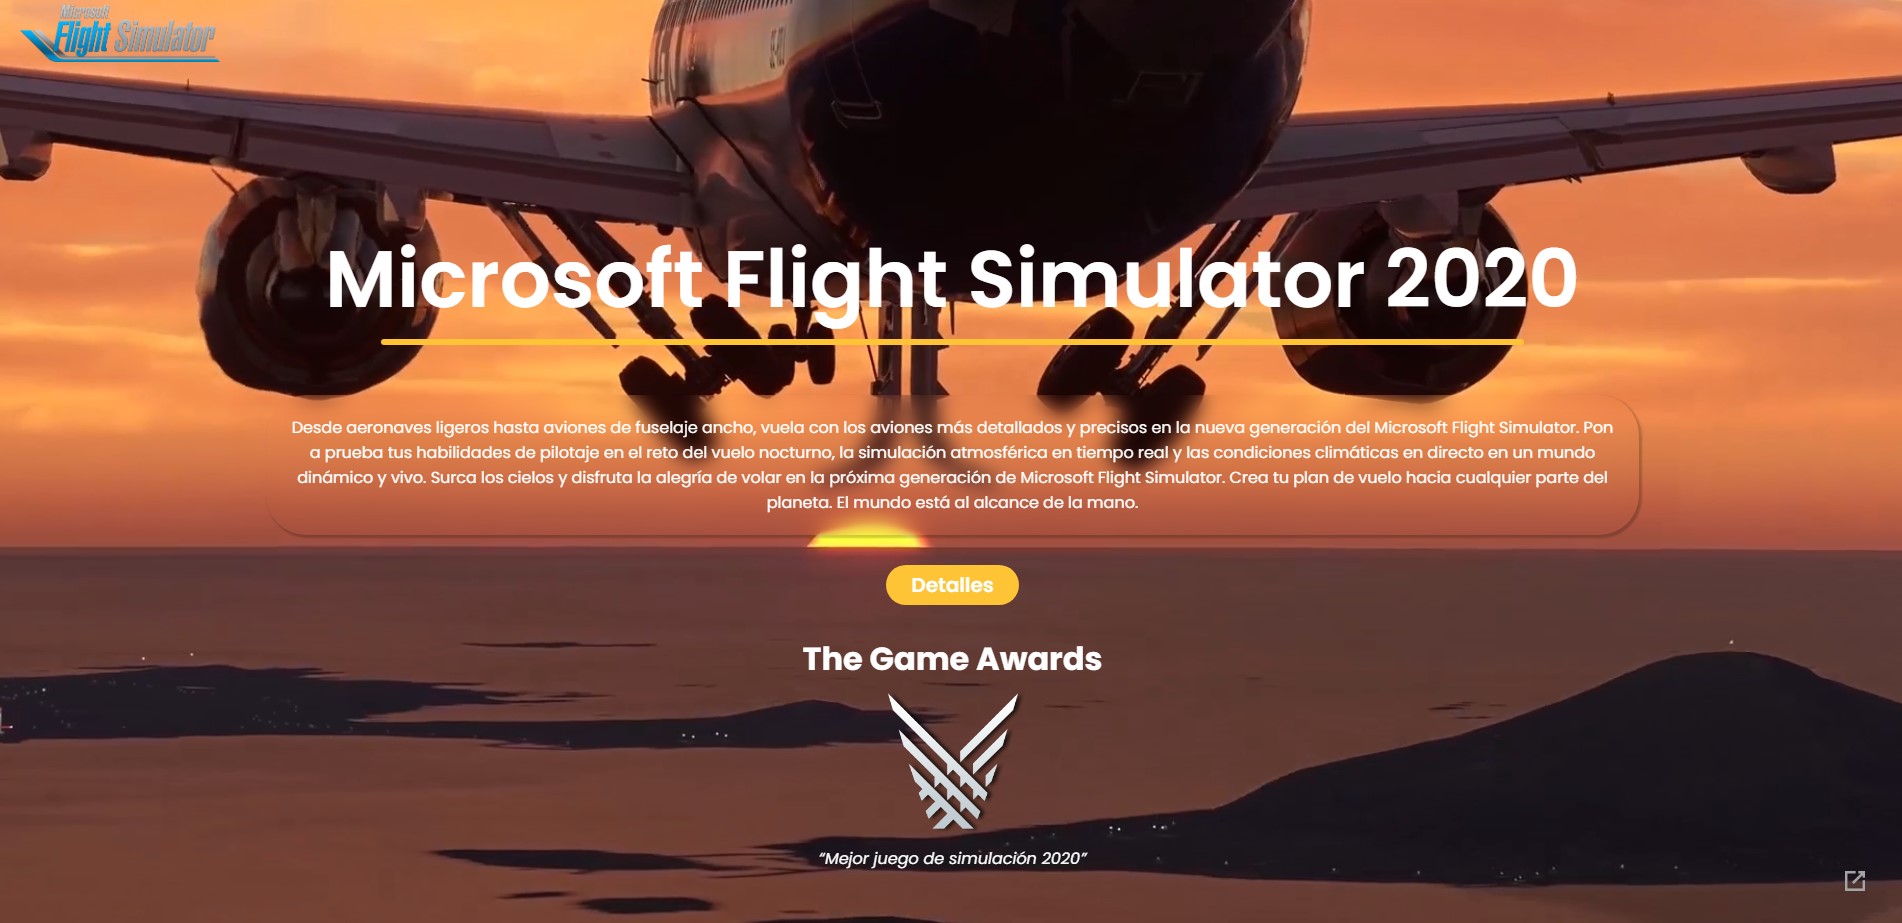 Microsoft
Flight Simulator
Microsoft Flight Simulator 2020
Desde aeronaves ligeros hasta aviones de fuselaje ancho, vuela con los aviones más detallados y precisos en la nueva generación del Microsoft Flight Simulator. Pon
a prueba tus habilidades de pilotaje en el reto del vuelo nocturno, la simulación atmosférica en tiempo real y las condiciones climáticas en directo en un mundo
dinámico y vivo. Surca los cielos y disfruta la alegría de volar en la próxima generación de Microsoft Flight Simulator. Crea tu plan de vuelo hacia cualquier parte del
planeta. El mundo está al alcance de la mano.
Detalles
The Game Awards
“Mejor juego de simulación 2020”